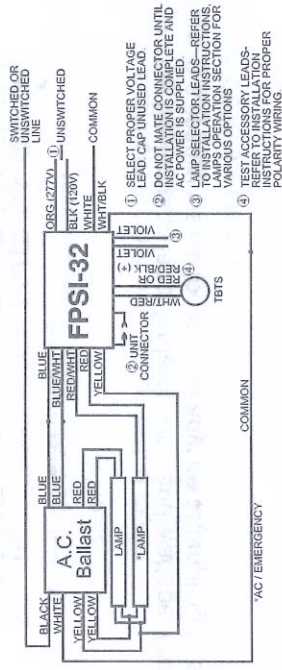 SWITCHED OR
UNSWITCHED
LINE
ORG (277V)
① UNSWITCHED
BLK (120V)
WHITE
COMMON
WHT/BLK
FPSI-32
BLUE
BLUE/WHT
RED/WHT
RED
YELLOW
BLUE
BLUE
RED
RED
A.C.
Ballast
BLACK
WHITE
YELLOW
YELLOW
LAMP
*LAMP
② UNIT
CONNECTOR
VIOLET
VIOLET
③
RED/BLK (+)
RED OR
④
WHT/RED
TBTS
COMMON
*AC / EMERGENCY
① SELECT PROPER VOLTAGE
LEAD. CAP UNUSED LEAD.
② DO NOT MATE CONNECTOR UNTIL
INSTALLATION IS COMPLETE AND
AC POWER IS SUPPLIED.
③ LAMP SELECTOR LEADS—REFER
TO INSTALLATION INSTRUCTIONS,
LAMPS OPERATION SECTION FOR
VARIOUS OPTIONS
④ TEST ACCESSORY LEADS-
REFER TO INSTALLATION
INSTRUCTIONS FOR PROPER
POLARITY WIRING.